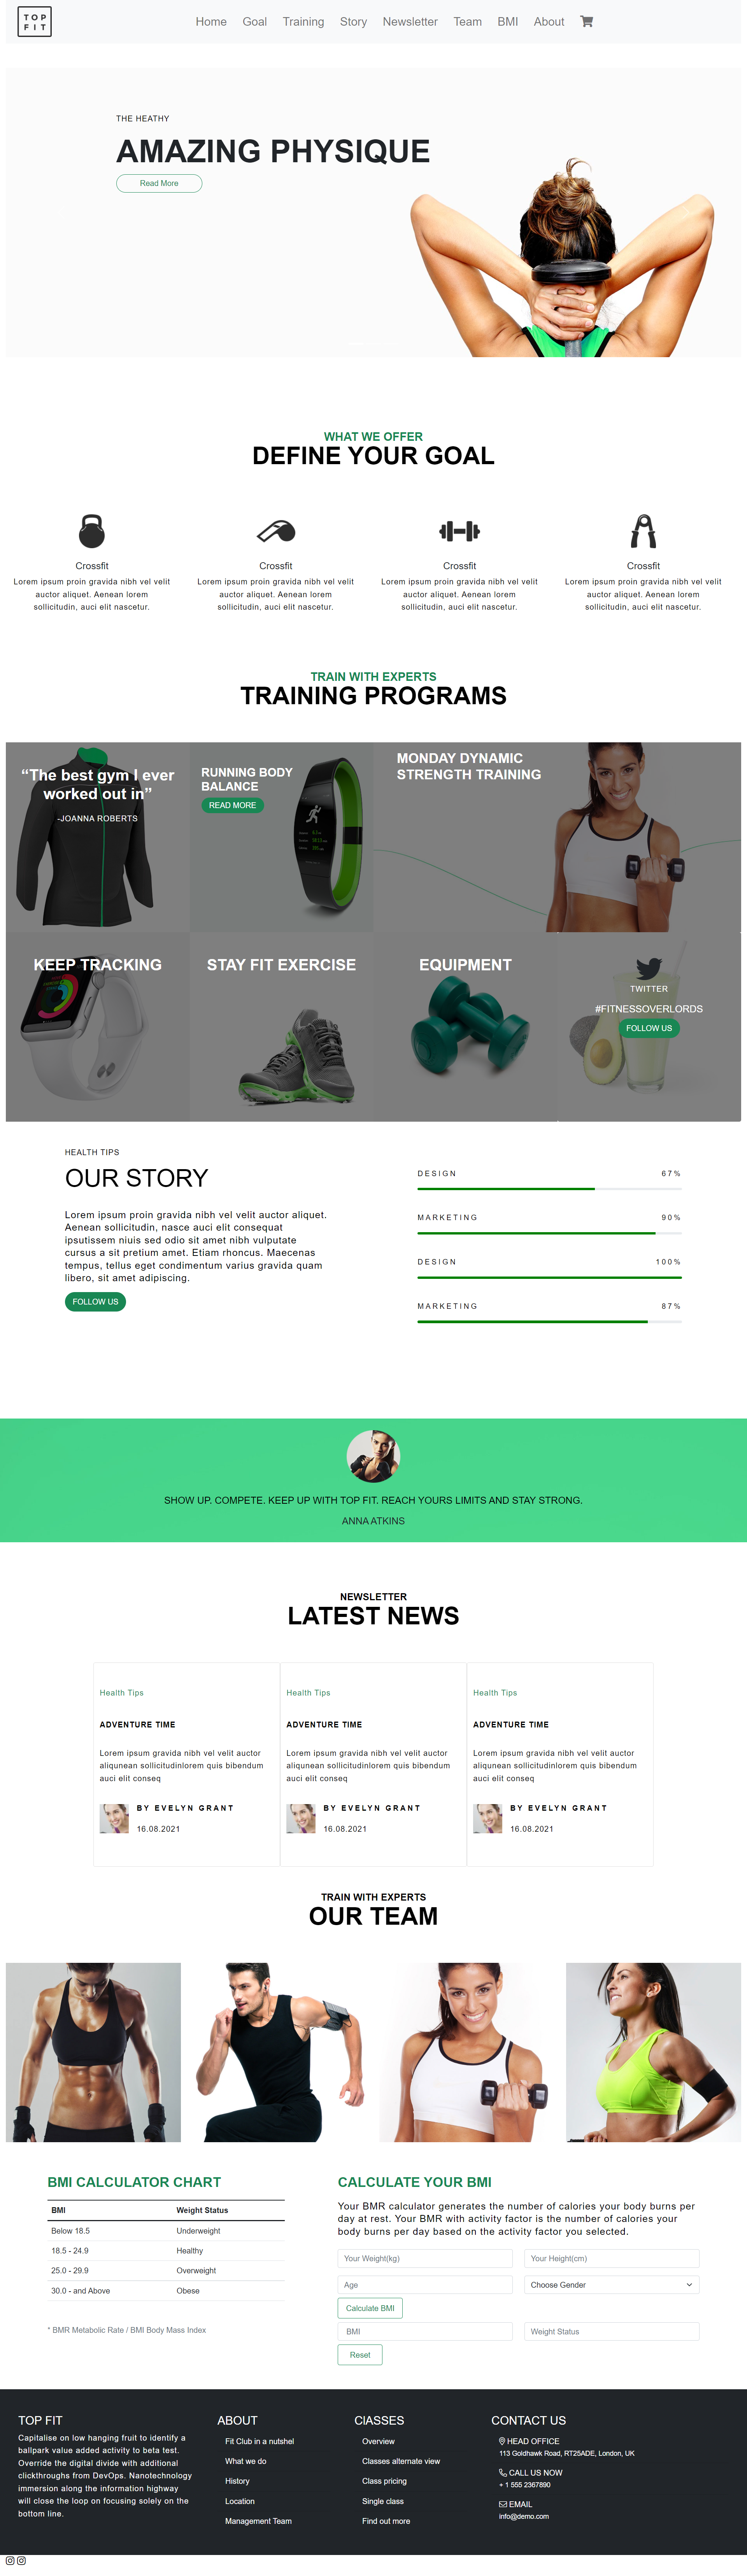 TOP
FIT
Home Goal Training Story Newsletter Team BMI About
THE HEATHY
AMAZING PHYSIQUE
Read More
WHAT WE OFFER
DEFINE YOUR GOAL
Crossfit
Lorem ipsum proin gravida nibh vel velit
auctor aliquet. Aenean lorem
sollicitudin, auci elit nascetur.
Crossfit
Lorem ipsum proin gravida nibh vel velit
auctor aliquet. Aenean lorem
sollicitudin, auci elit nascetur.
Crossfit
Lorem ipsum proin gravida nibh vel velit
auctor aliquet. Aenean lorem
sollicitudin, auci elit nascetur.
Crossfit
Lorem ipsum proin gravida nibh vel velit
auctor aliquet. Aenean lorem
sollicitudin, auci elit nascetur.
TRAIN WITH EXPERTS
TRAINING PROGRAMS
“The best gym I ever
worked out in”
-JOANNA ROBERTS
RUNNING BODY
BALANCE
READ MORE
MONDAY DYNAMIC
STRENGTH TRAINING
KEEP TRACKING
STAY FIT EXERCISE
EQUIPMENT
TWITTER
#FITNESSOVERLORDS
FOLLOW US
HEALTH TIPS
OUR STORY
Lorem ipsum proin gravida nibh vel velit auctor aliquet.
Aenean sollicitudin, nasce auci elit consequat
ipsutissem niuis sed odio sit amet nibh vulputate
cursus a sit pretium amet. Etiam rhoncus. Maecenas
tempus, tellus eget condimentum varius gravida quam
libero, sit amet adipiscing.
FOLLOW US
DESIGN 67%
MARKETING 90%
DESIGN 100%
MARKETING 87%
SHOW UP. COMPETE. KEEP UP WITH TOP FIT. REACH YOURS LIMITS AND STAY STRONG.
ANNA ATKINS
NEWSLETTER
LATEST NEWS
Health Tips
ADVENTURE TIME
Lorem ipsum gravida nibh vel velit auctor
aliqunean sollicitudinlorem quis bibendum
auci elit conseq
BY EVELYN GRANT
16.08.2021
Health Tips
ADVENTURE TIME
Lorem ipsum gravida nibh vel velit auctor
aliqunean sollicitudinlorem quis bibendum
auci elit conseq
BY EVELYN GRANT
16.08.2021
Health Tips
ADVENTURE TIME
Lorem ipsum gravida nibh vel velit auctor
aliqunean sollicitudinlorem quis bibendum
auci elit conseq
BY EVELYN GRANT
16.08.2021
TRAIN WITH EXPERTS
OUR TEAM
BMI CALCULATOR CHART
BMI Weight Status
Below 18.5 Underweight
18.5 - 24.9 Healthy
25.0 - 29.9 Overweight
30.0 - and Above Obese
* BMR Metabolic Rate / BMI Body Mass Index
CALCULATE YOUR BMI
Your BMR calculator generates the number of calories your body burns per
day at rest. Your BMR with activity factor is the number of calories your
body burns per day based on the activity factor you selected.
Your Weight(kg) Your Height(cm)
Age Choose Gender
Calculate BMI
BMI Weight Status
Reset
TOP FIT
Capitalise on low hanging fruit to identify a
ballpark value added activity to beta test.
Override the digital divide with additional
clickthroughs from DevOps. Nanotechnology
immersion along the information highway
will close the loop on focusing solely on the
bottom line.
ABOUT
Fit Club in a nutshel
What we do
History
Location
Management Team
ClASSES
Overview
Classes alternate view
Class pricing
Single class
Find out more
CONTACT US
HEAD OFFICE
113 Goldhawk Road, RT25ADE, London, UK
CALL US NOW
+ 1 555 2367890
EMAIL
info@demo.com